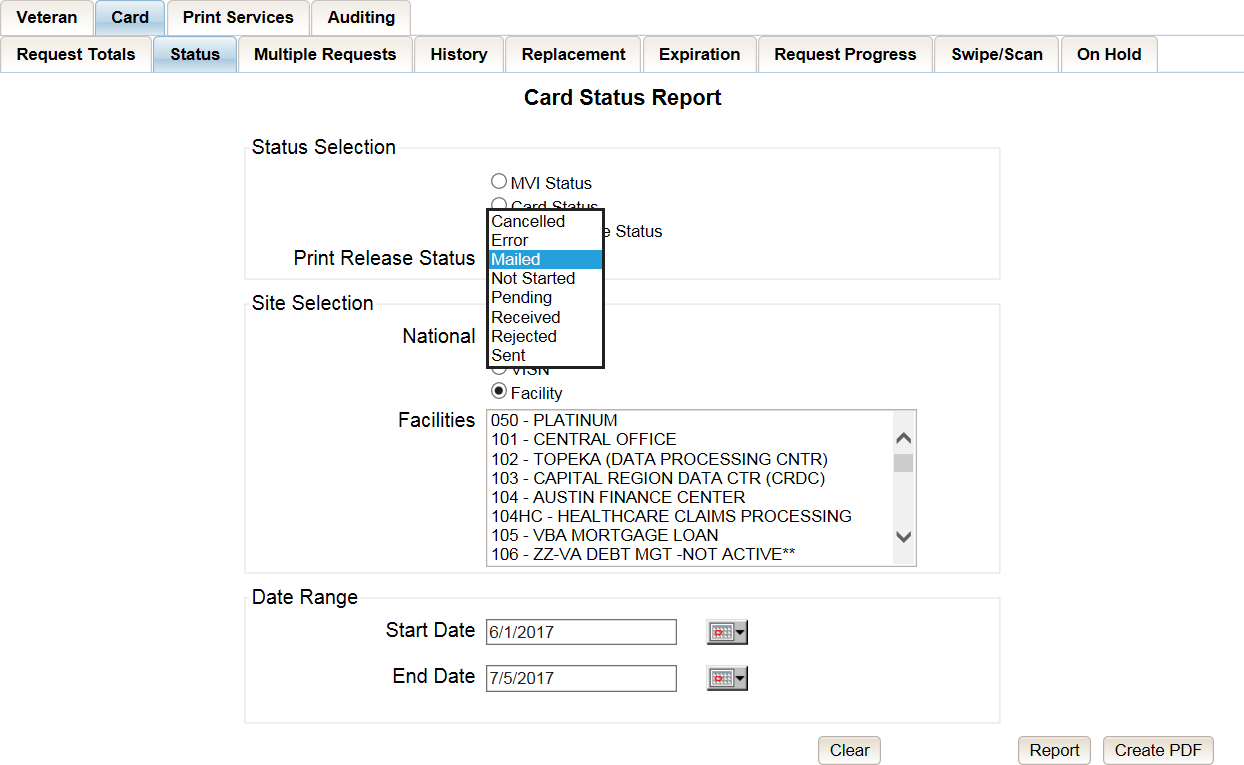 Veteran Card Print Services Auditing
Request Totals Status Multiple Requests History Replacement Expiration Request Progress Swipe/Scan On Hold
Card Status Report
Status Selection
MVI Status
Card Status
Status
Print Release Status
Cancelled
Error
Mailed
Not Started
Pending
Received
Rejected
Sent
Site Selection
National
VISN
Facility
Facilities
050 - PLATINUM
101 - CENTRAL OFFICE
102 - TOPEKA (DATA PROCESSING CNTR)
103 - CAPITAL REGION DATA CTR (CRDC)
104 - AUSTIN FINANCE CENTER
104HC - HEALTHCARE CLAIMS PROCESSING
105 - VBA MORTGAGE LOAN
106 - ZZ-VA DEBT MGT -NOT ACTIVE**
Date Range
Start Date 6/1/2017
End Date 7/5/2017
Clear Report Create PDF